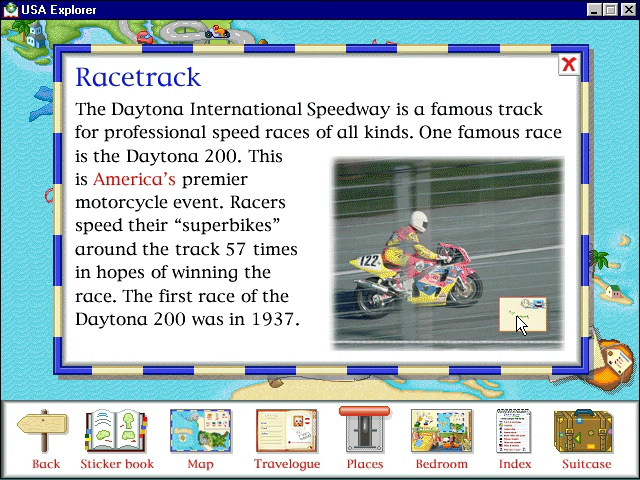 USA Explorer
Racetrack
The Daytona International Speedway is a famous track
for professional speed races of all kinds. One famous race
is the Daytona 200. This
is America's premier
motorcycle event. Racers
speed their “superbikes”
around the track 57 times
in hopes of winning the
race. The first race of the
Daytona 200 was in 1937.
122
Back
Sticker book
Map
Travelogue
Places
Bedroom
Index
Suitcase